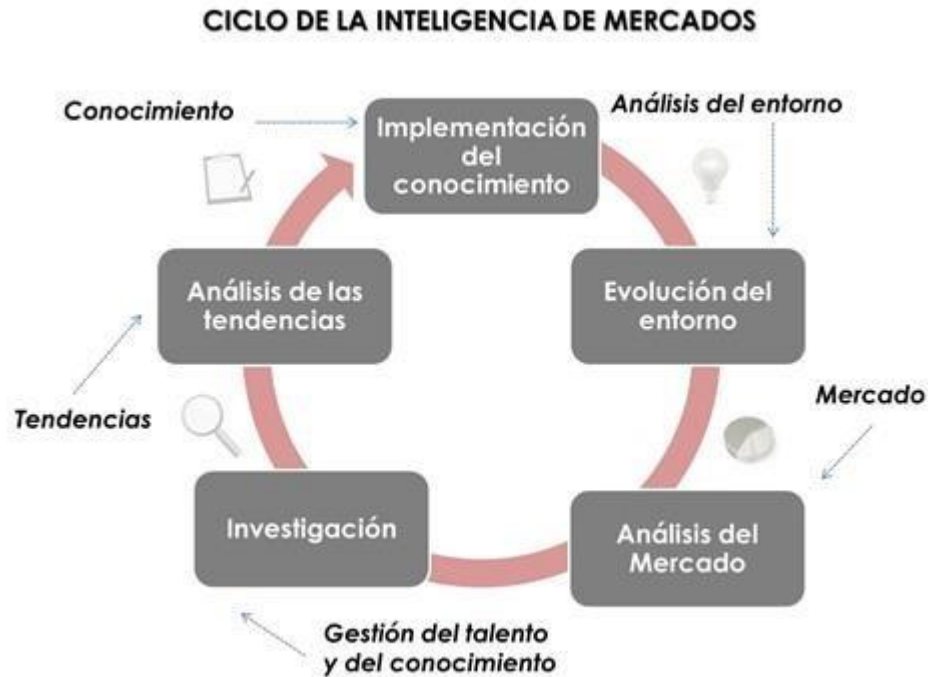 CICLO DE LA INTELIGENCIA DE MERCADOS
Conocimiento
Implementación
del
conocimiento
Análisis del entorno
Evolución del
entorno
Mercado
Análisis del
Mercado
Gestión del talento
y del conocimiento
Investigación
Tendencias
Análisis de las
tendencias